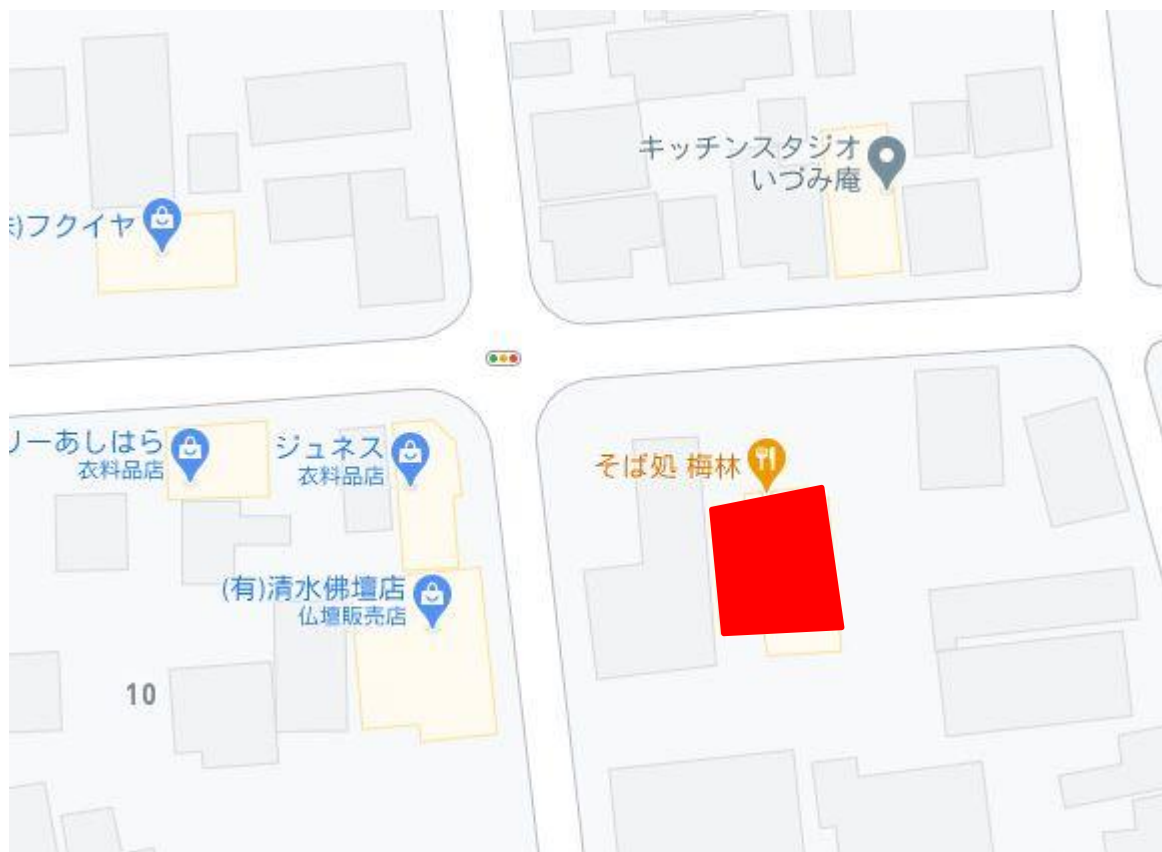 キッチンスタジオ
いづみ庵
)フクイヤ
リーあしはら
衣料品店
ジュネス
衣料品店
そば処 梅林
(有)清水佛壇店
仏壇販売店
10